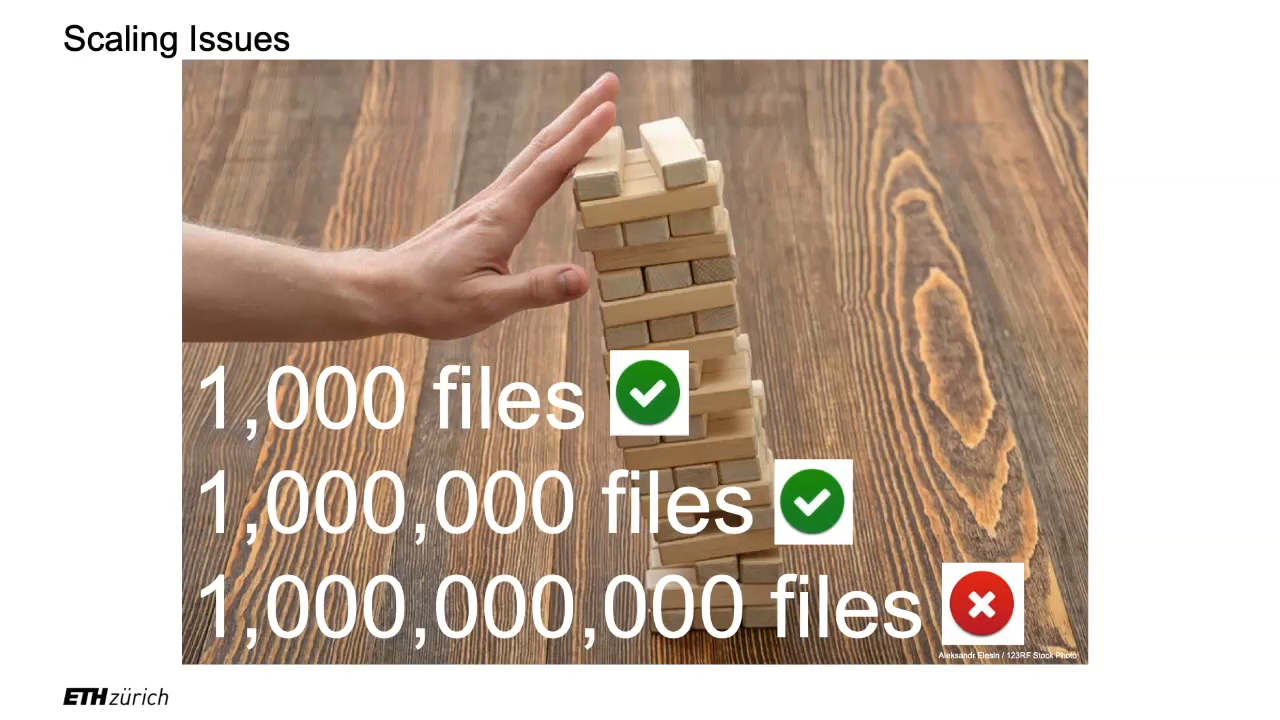 Scaling Issues
1,000 files
1,000,000 files
1,000,000,000 files
Aleksandr Elesin / 123RF Stock Photo
ETH zürich